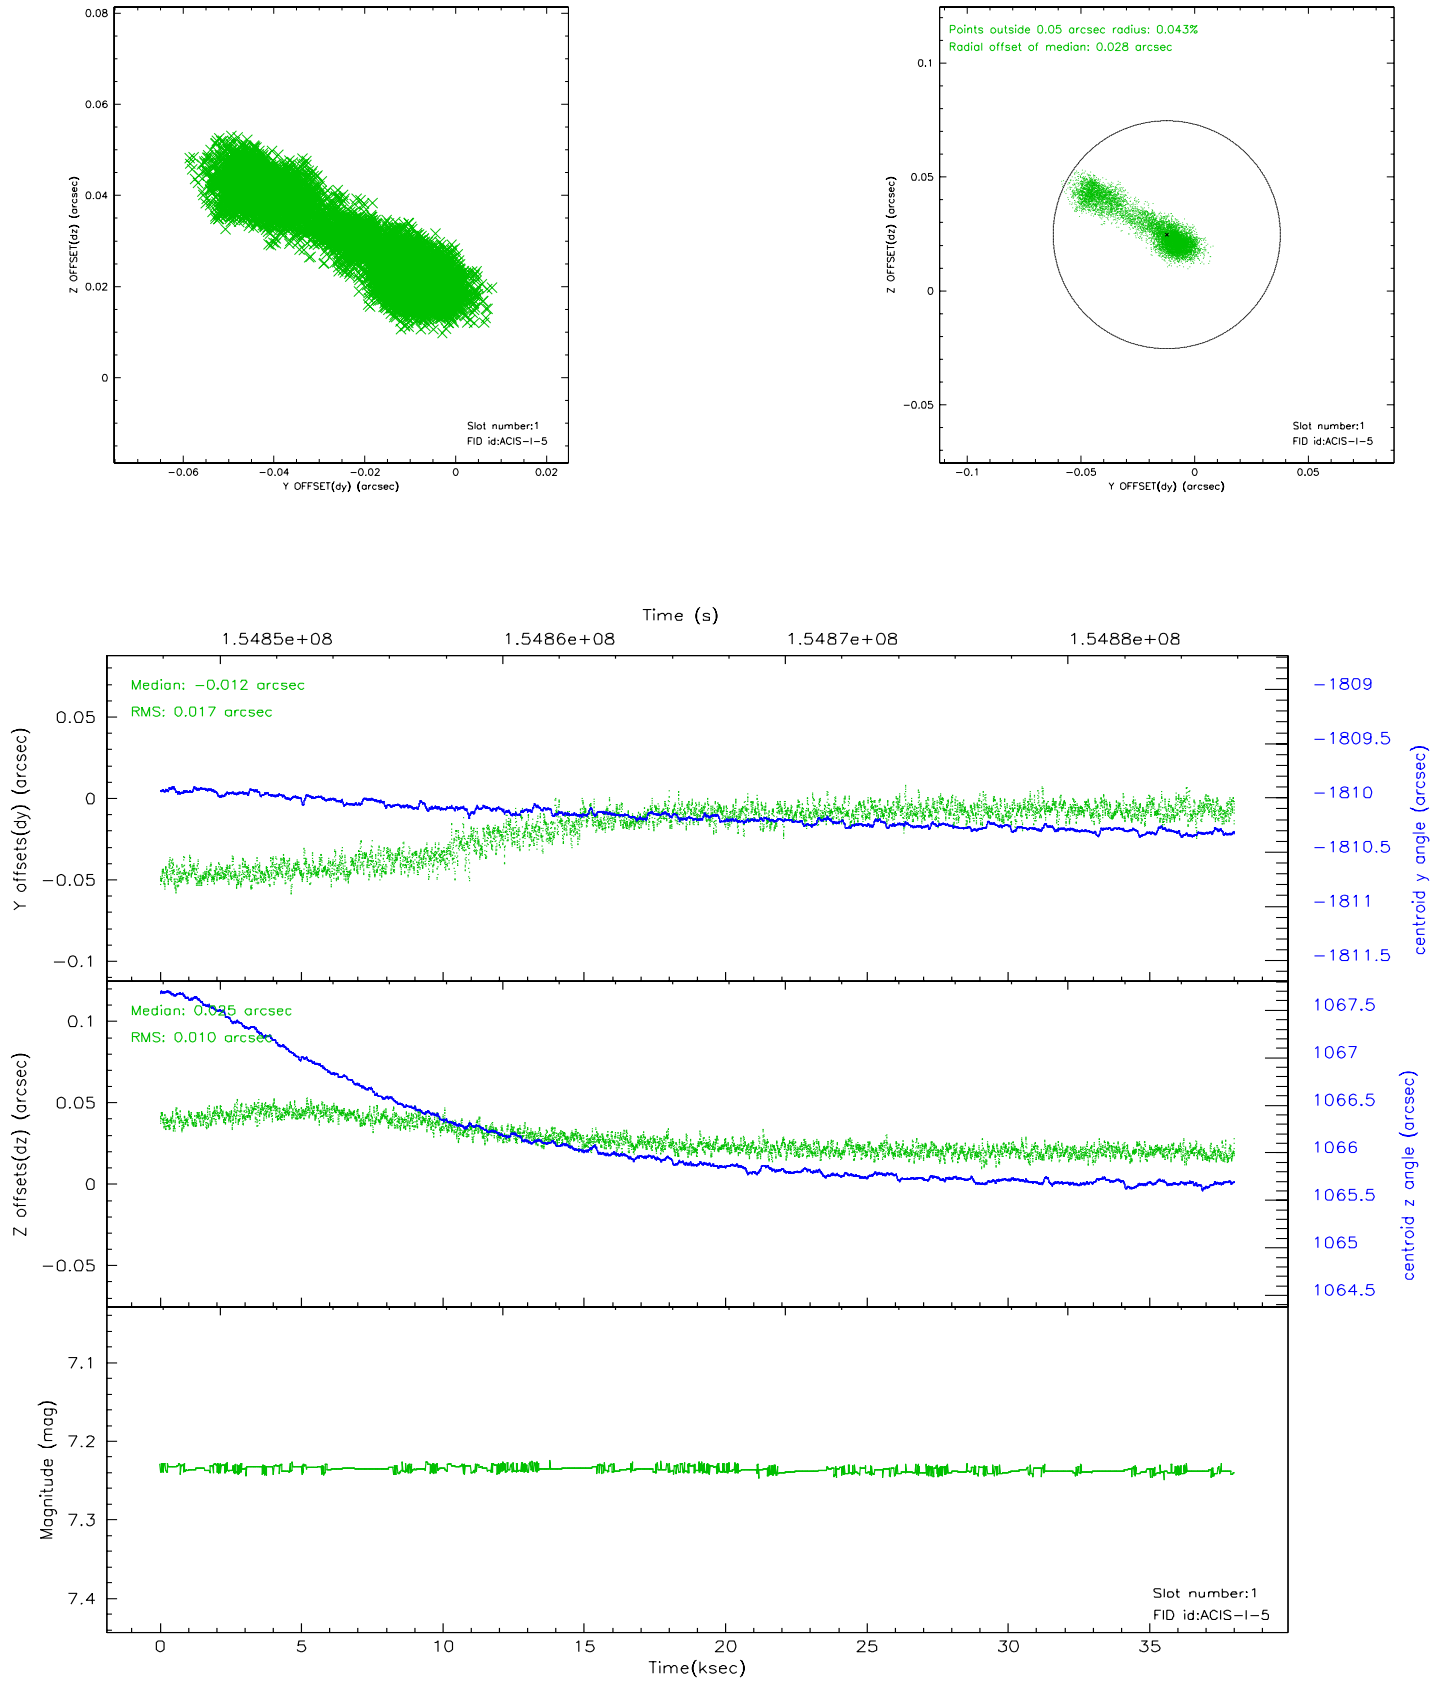 0.08
0.06
0.04
0.02
0
Z OFFSET(dz) (arcsec)
Slot number:1
FID id:ACIS-I-5
-0.06
-0.04
-0.02
0
0.02
Y OFFSET(dy) (arcsec)
Points outside 0.05 arcsec radius: 0.043%
Radial offset of median: 0.028 arcsec
0.1
0.05
0
-0.05
Z OFFSET(dz) (arcsec)
Slot number:1
FID id:ACIS-I-5
-0.1
-0.05
0
0.05
Y OFFSET(dy) (arcsec)
Time (s)
1.5485e+08
1.5486e+08
1.5487e+08
1.5488e+08
Median: -0.012 arcsec
RMS: 0.017 arcsec
0.05
0
-0.05
-0.1
Y offsets(dy) (arcsec)
-1809
-1809.5
-1810
-1810.5
-1811
-1811.5
centroid y angle (arcsec)
Median: 0.025 arcsec
RMS: 0.010 arcsec
0.1
0.05
0
-0.05
Z offsets(dz) (arcsec)
1067.5
1067
1066.5
1066
1065.5
1065
1064.5
centroid z angle (arcsec)
7.1
7.2
7.3
7.4
Magnitude (mag)
Slot number:1
FID id:ACIS-I-5
0
5
10
15
20
25
30
35
Time(ksec)